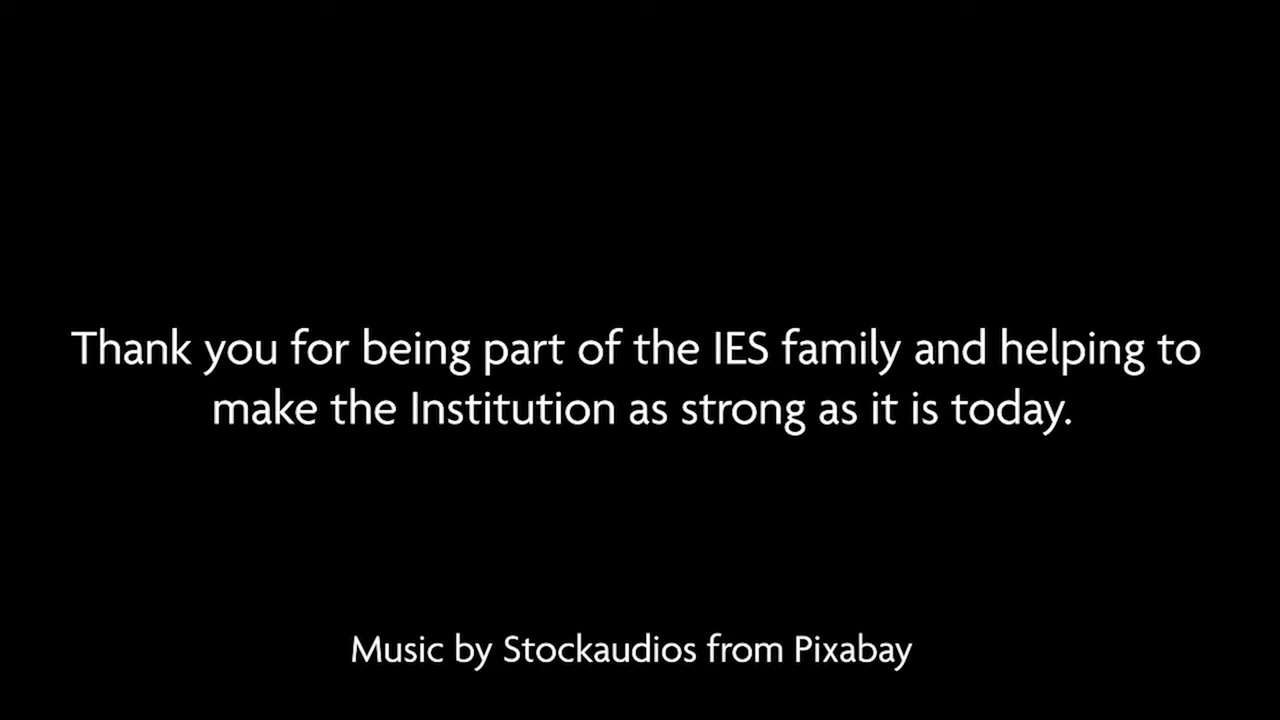 Thank you for being part of the IES family and helping to
make the Institution as strong as it is today.
Music by Stockaudios from Pixabay